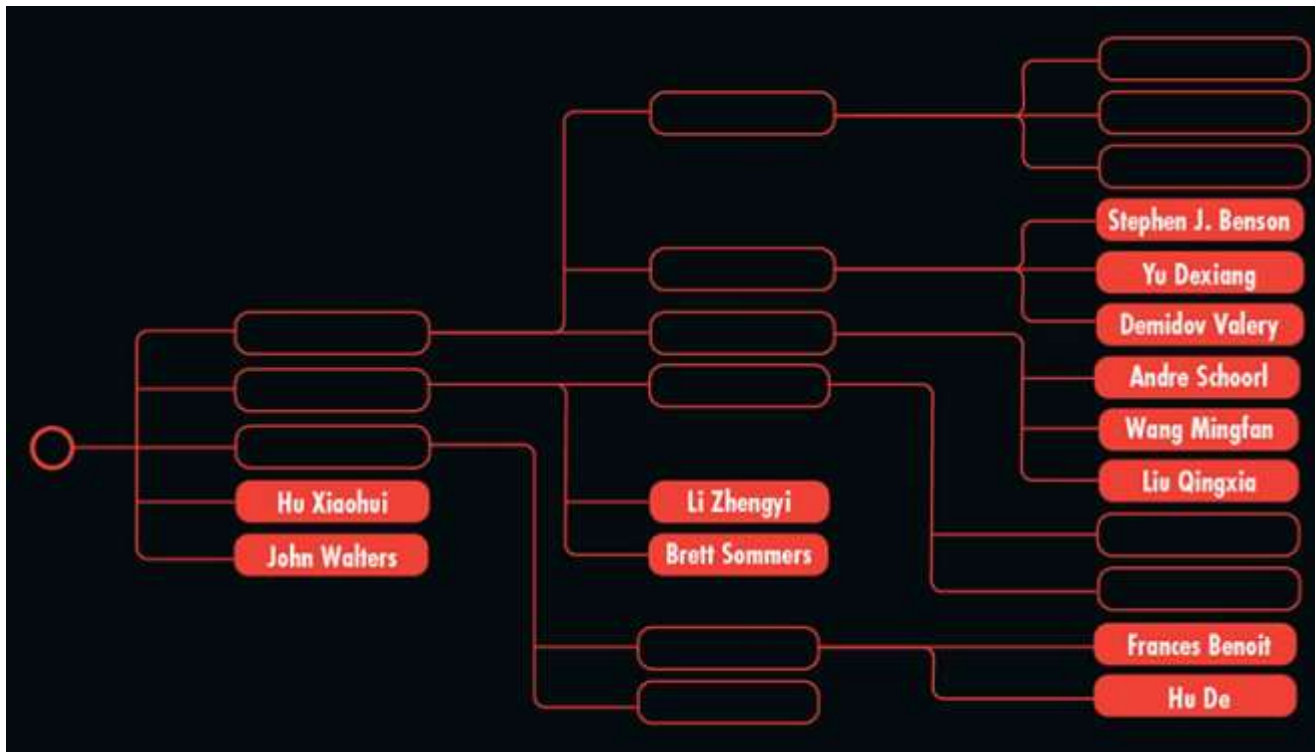 Stephen J. Benson
Yu Dexiang
Demidov Valery
Andre Schoorl
Wang Mingfan
Liu Qingxia
Hu Xiaohui
Li Zhengyi
John Walters
Brett Sommers
Frances Benoit
Hu De